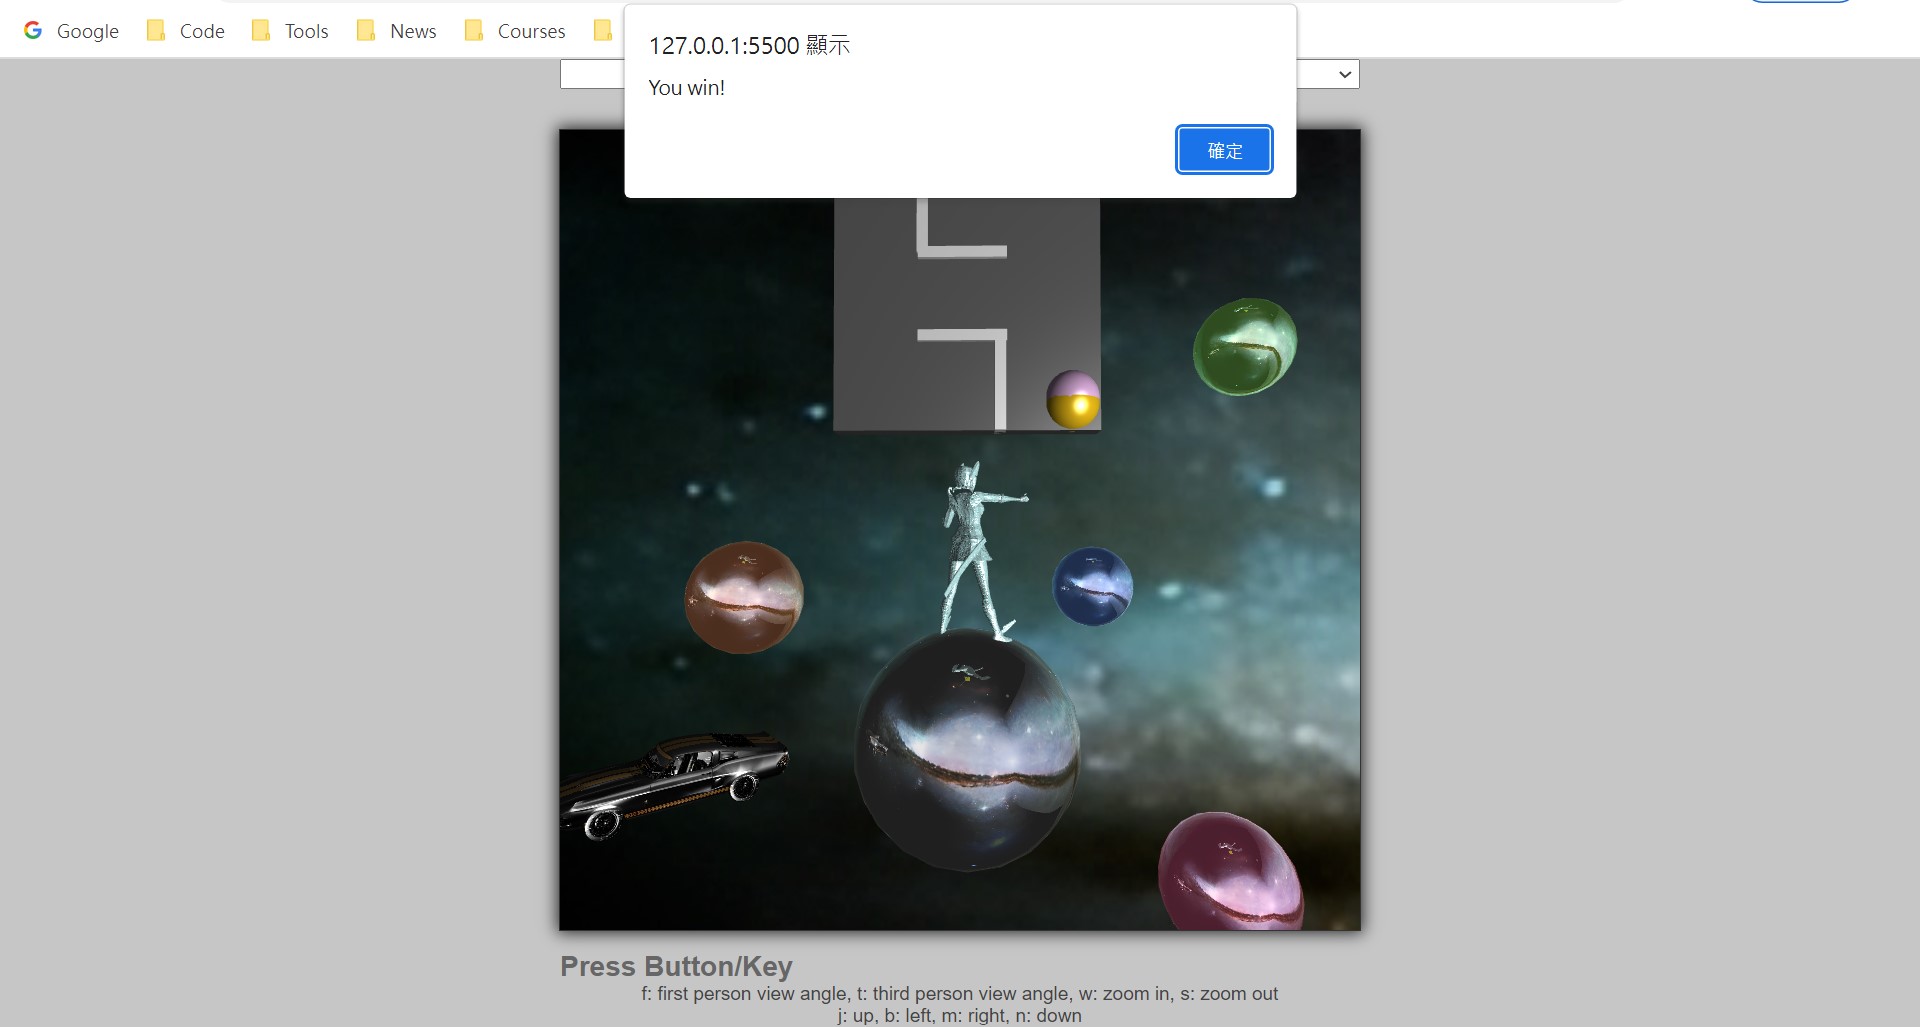 Google Code Tools News Courses
127.0.0.1:5500 顯示
You win!
確定
Press Button/Key
f: first person view angle, t: third person view angle, w: zoom in, s: zoom out
j: up, b: left, m: right, n: down